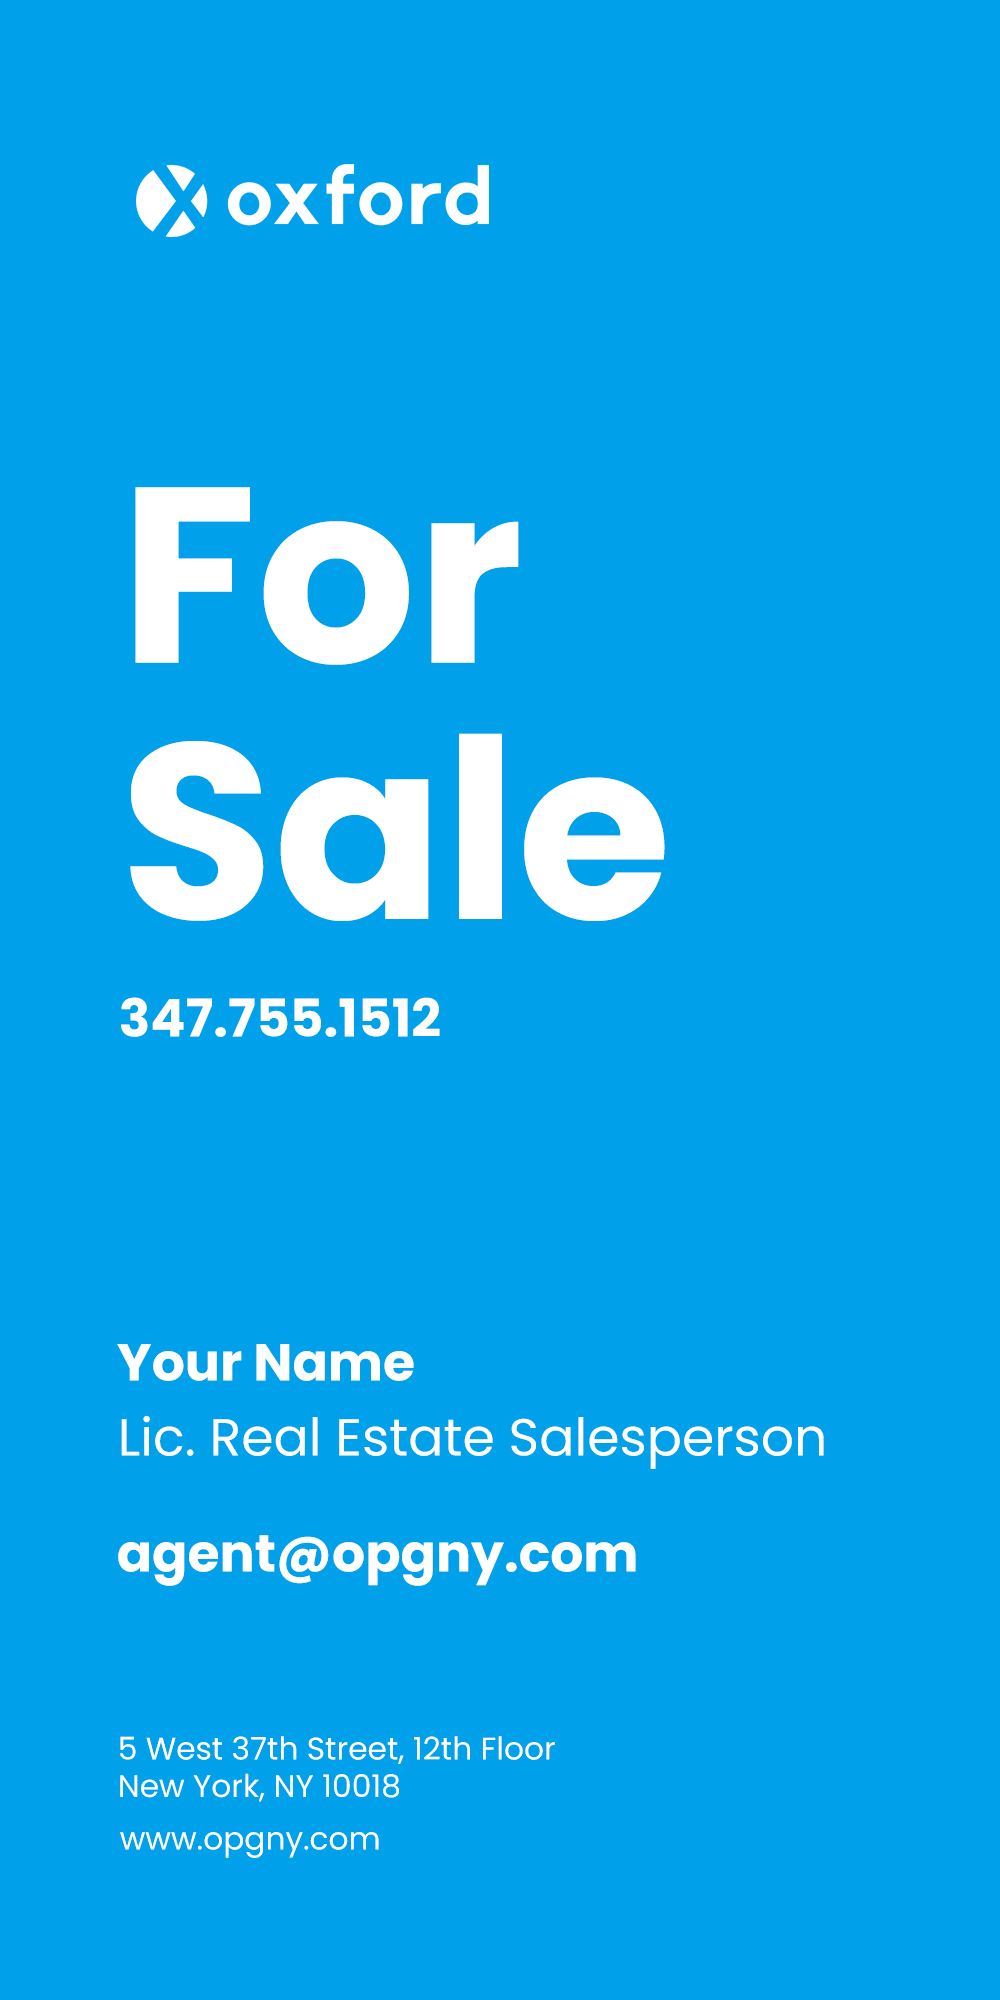 oxford
For
Sale
347.755.1512
Your Name
Lic. Real Estate Salesperson
agent@opgny.com
5 West 37th Street, 12th Floor
New York, NY 10018
www.opgny.com